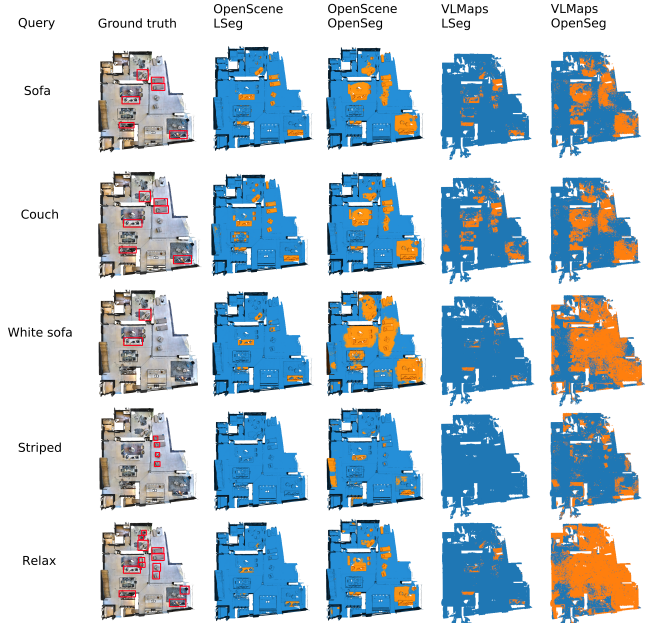 Query
Ground truth
OpenScene
LSeg
OpenScene
OpenSeg
VLMaps
LSeg
VLMaps
OpenSeg
Sofa
Couch
White sofa
Striped
Relax